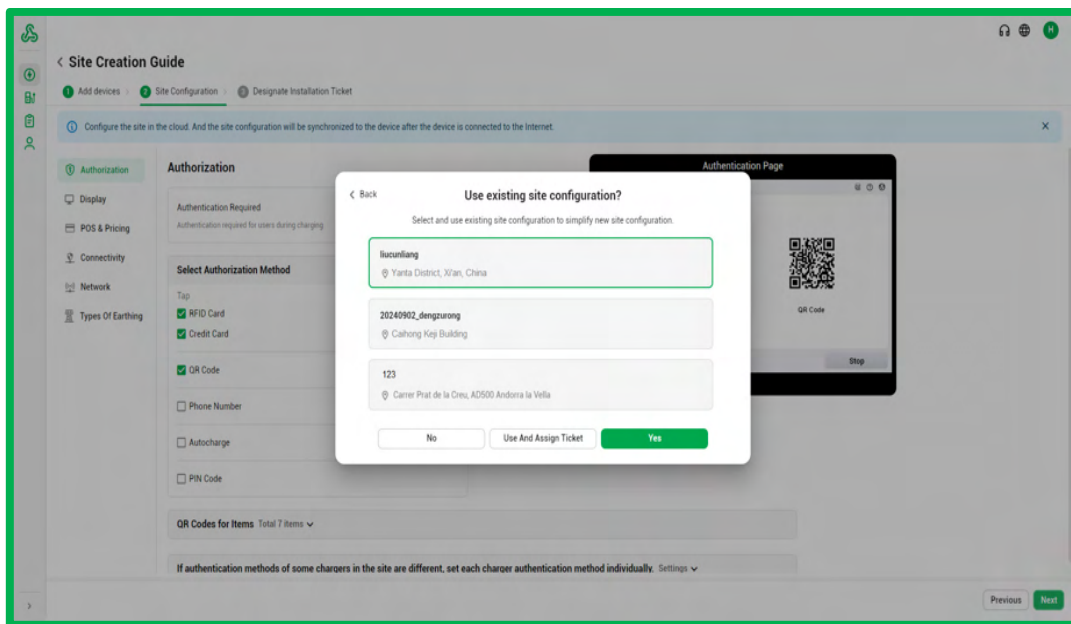 H
< Site Creation Guide
1 Add devices > 2 Site Configuration > 3 Designate Installation Ticket
Configure the site in the cloud. And the site configuration will be synchronized to the device after the device is connected to the Internet.
Authorization
Display
POS & Pricing
Connectivity
Network
Types Of Earthing
Authorization
Authentication Required
Authentication required for users during charging
Select Authorization Method
Tap
RFID Card
Credit Card
QR Code
Phone Number
Autocharge
PIN Code
QR Codes for Items Total 7 items
If authentication methods of some chargers in the site are different, set each charger authentication method individually. Settings
Authentication Page
QR Code
Stop
< Back
Use existing site configuration?
Select and use existing site configuration to simplify new site configuration.
liucunliang
Yanta District, Xi'an, China
20240902_dengzurong
Caihong Keji Building
123
Carrer Prat de la Creu, AD500 Andorra la Vella
No
Use And Assign Ticket
Yes
Previous
Next